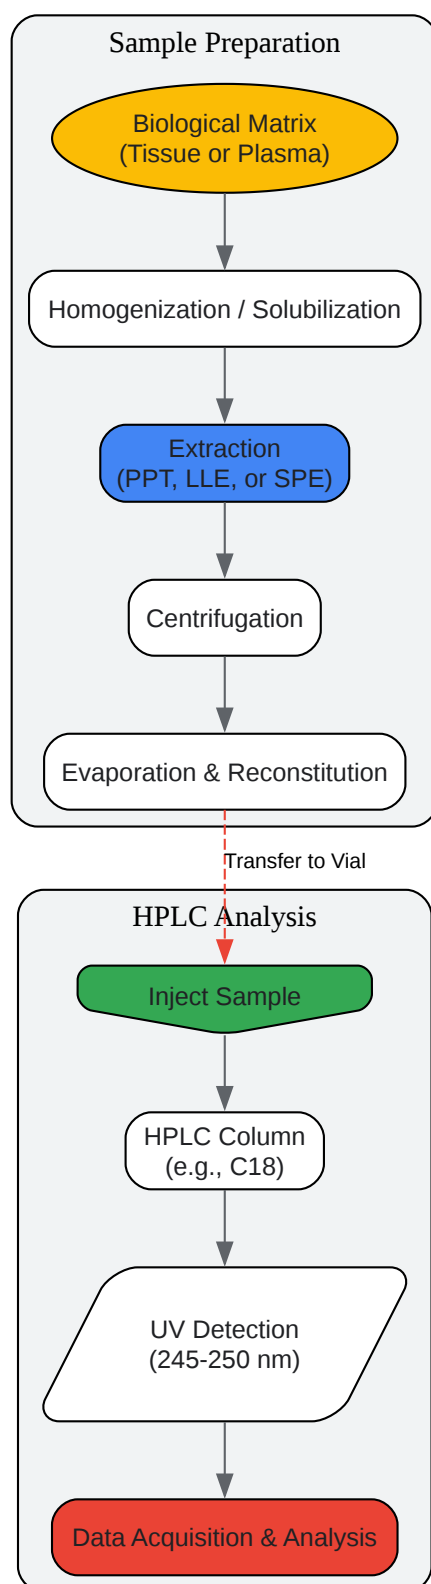 Sample Preparation
Biological Matrix
(Tissue or Plasma)
Homogenization / Solubilization
Extraction
(PPT, LLE, or SPE)
Centrifugation
Evaporation & Reconstitution
Transfer to Vial
HPLC Analysis
Inject Sample
HPLC Column
(e.g., C18)
UV Detection
(245-250 nm)
Data Acquisition & Analysis